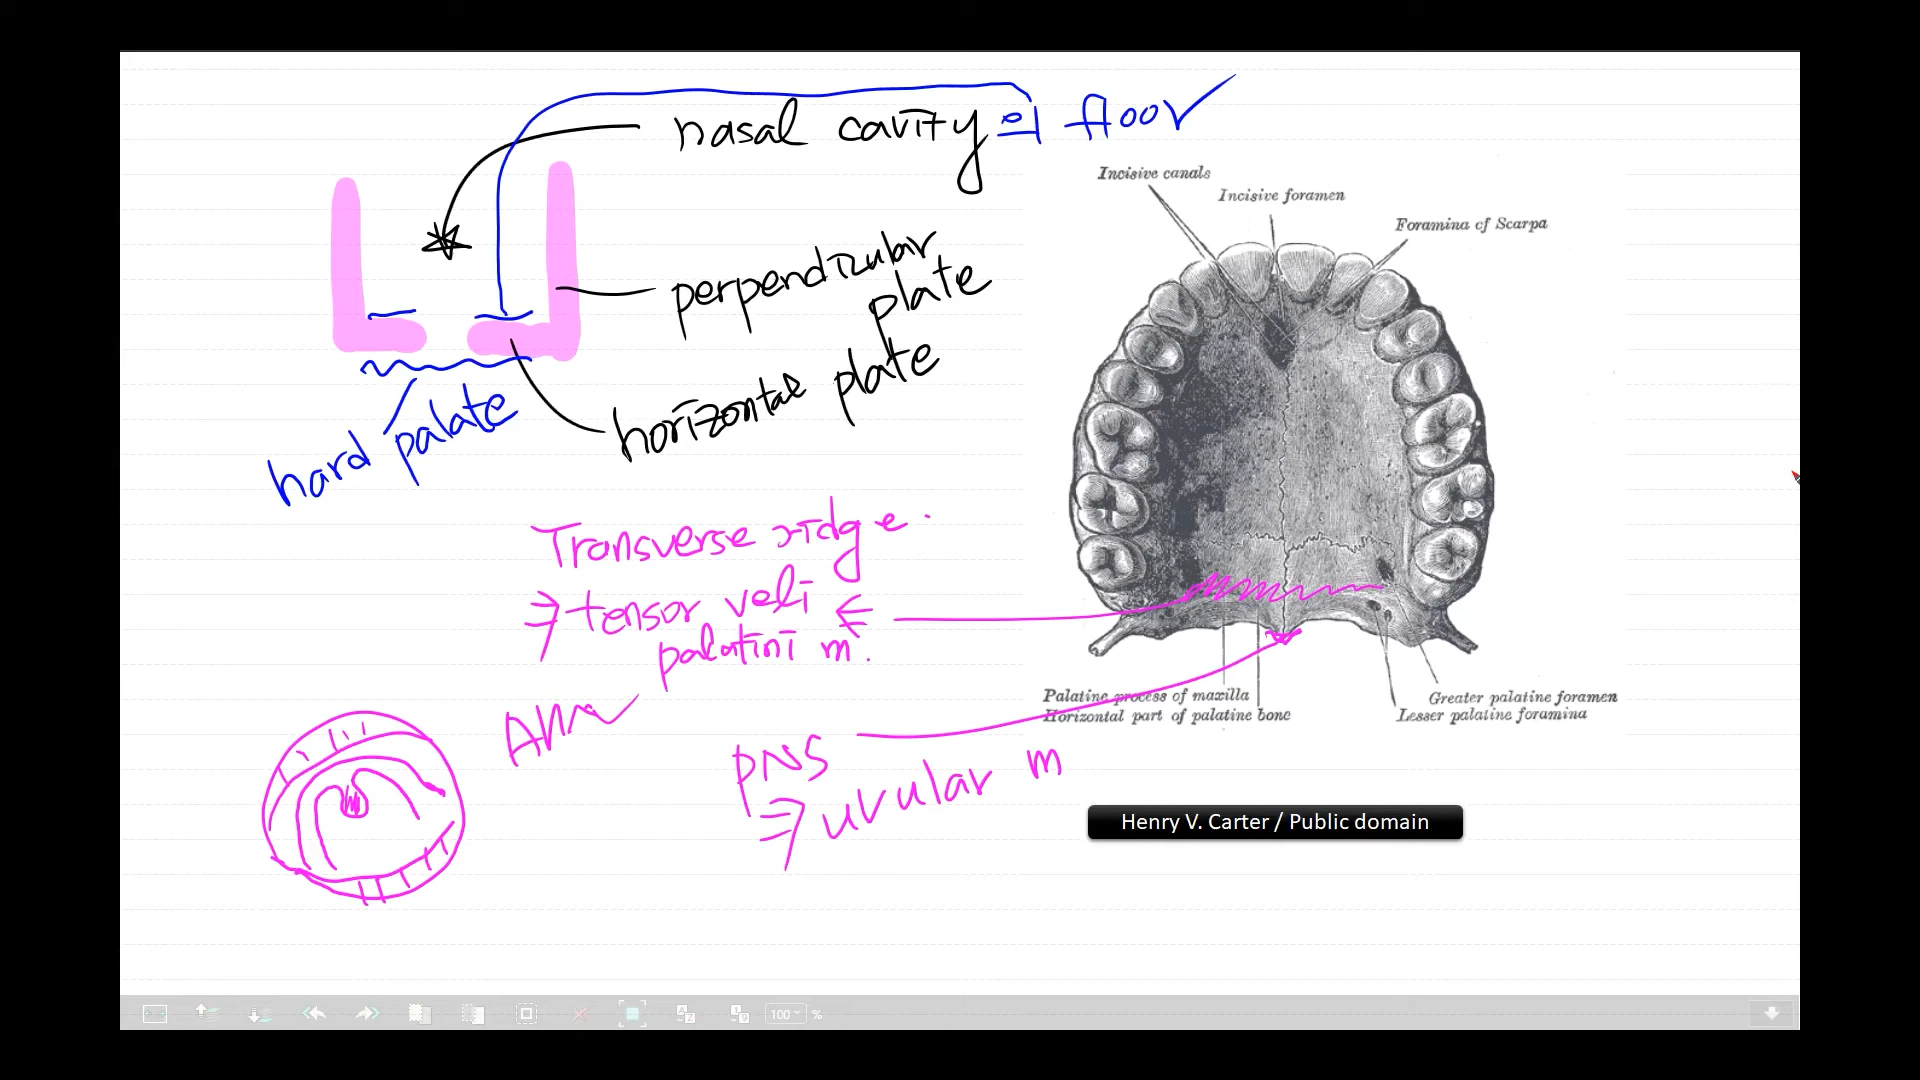 nasal cavity의 floor
perpendicular
plate
horizontal plate
hard palate
Transverse ridge.
⇒ tensor veli
palatini m.
PNS
⇒ uvular m
Incisive canals
Incisive foramen
Foramina of Scarpa
Palatine process of maxilla
Horizontal part of palatine bone
Greater palatine foramen
Lesser palatine foramina
Henry V. Carter / Public domain
100 %